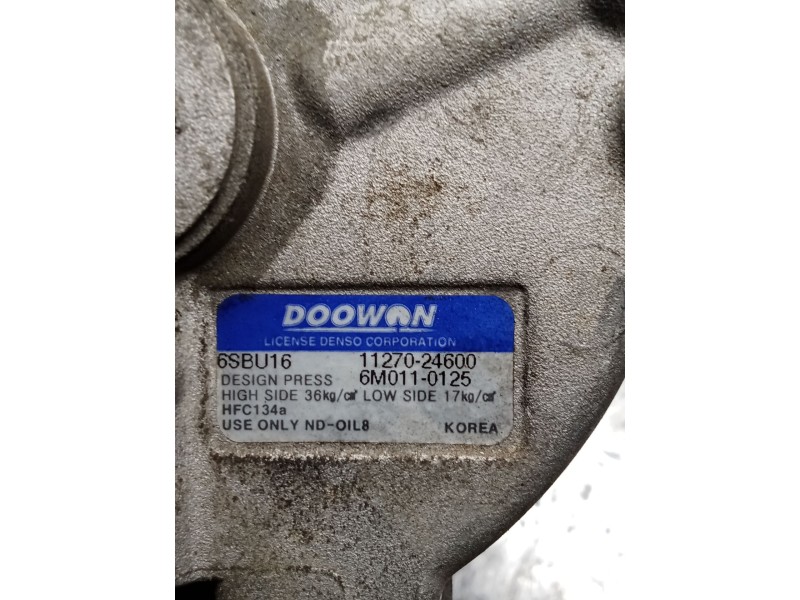 DOOWON
LICENSE DENSO CORPORATION
6SBU16 11270-24600
DESIGN PRESS 6M011-0125
HIGH SIDE 36kg/c㎡ LOW SIDE 17kg/c㎡
HFC134a
USE ONLY ND-OIL8 KOREA